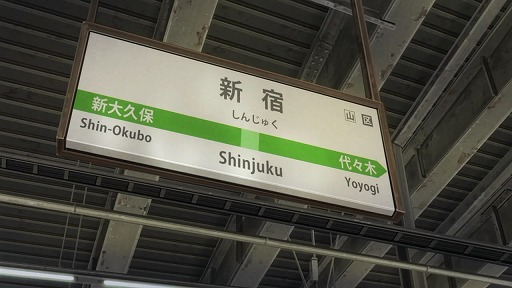 新宿
しんじゅく
山 区
新大久保
代々木
Shin-Okubo
Shinjuku
Yoyogi